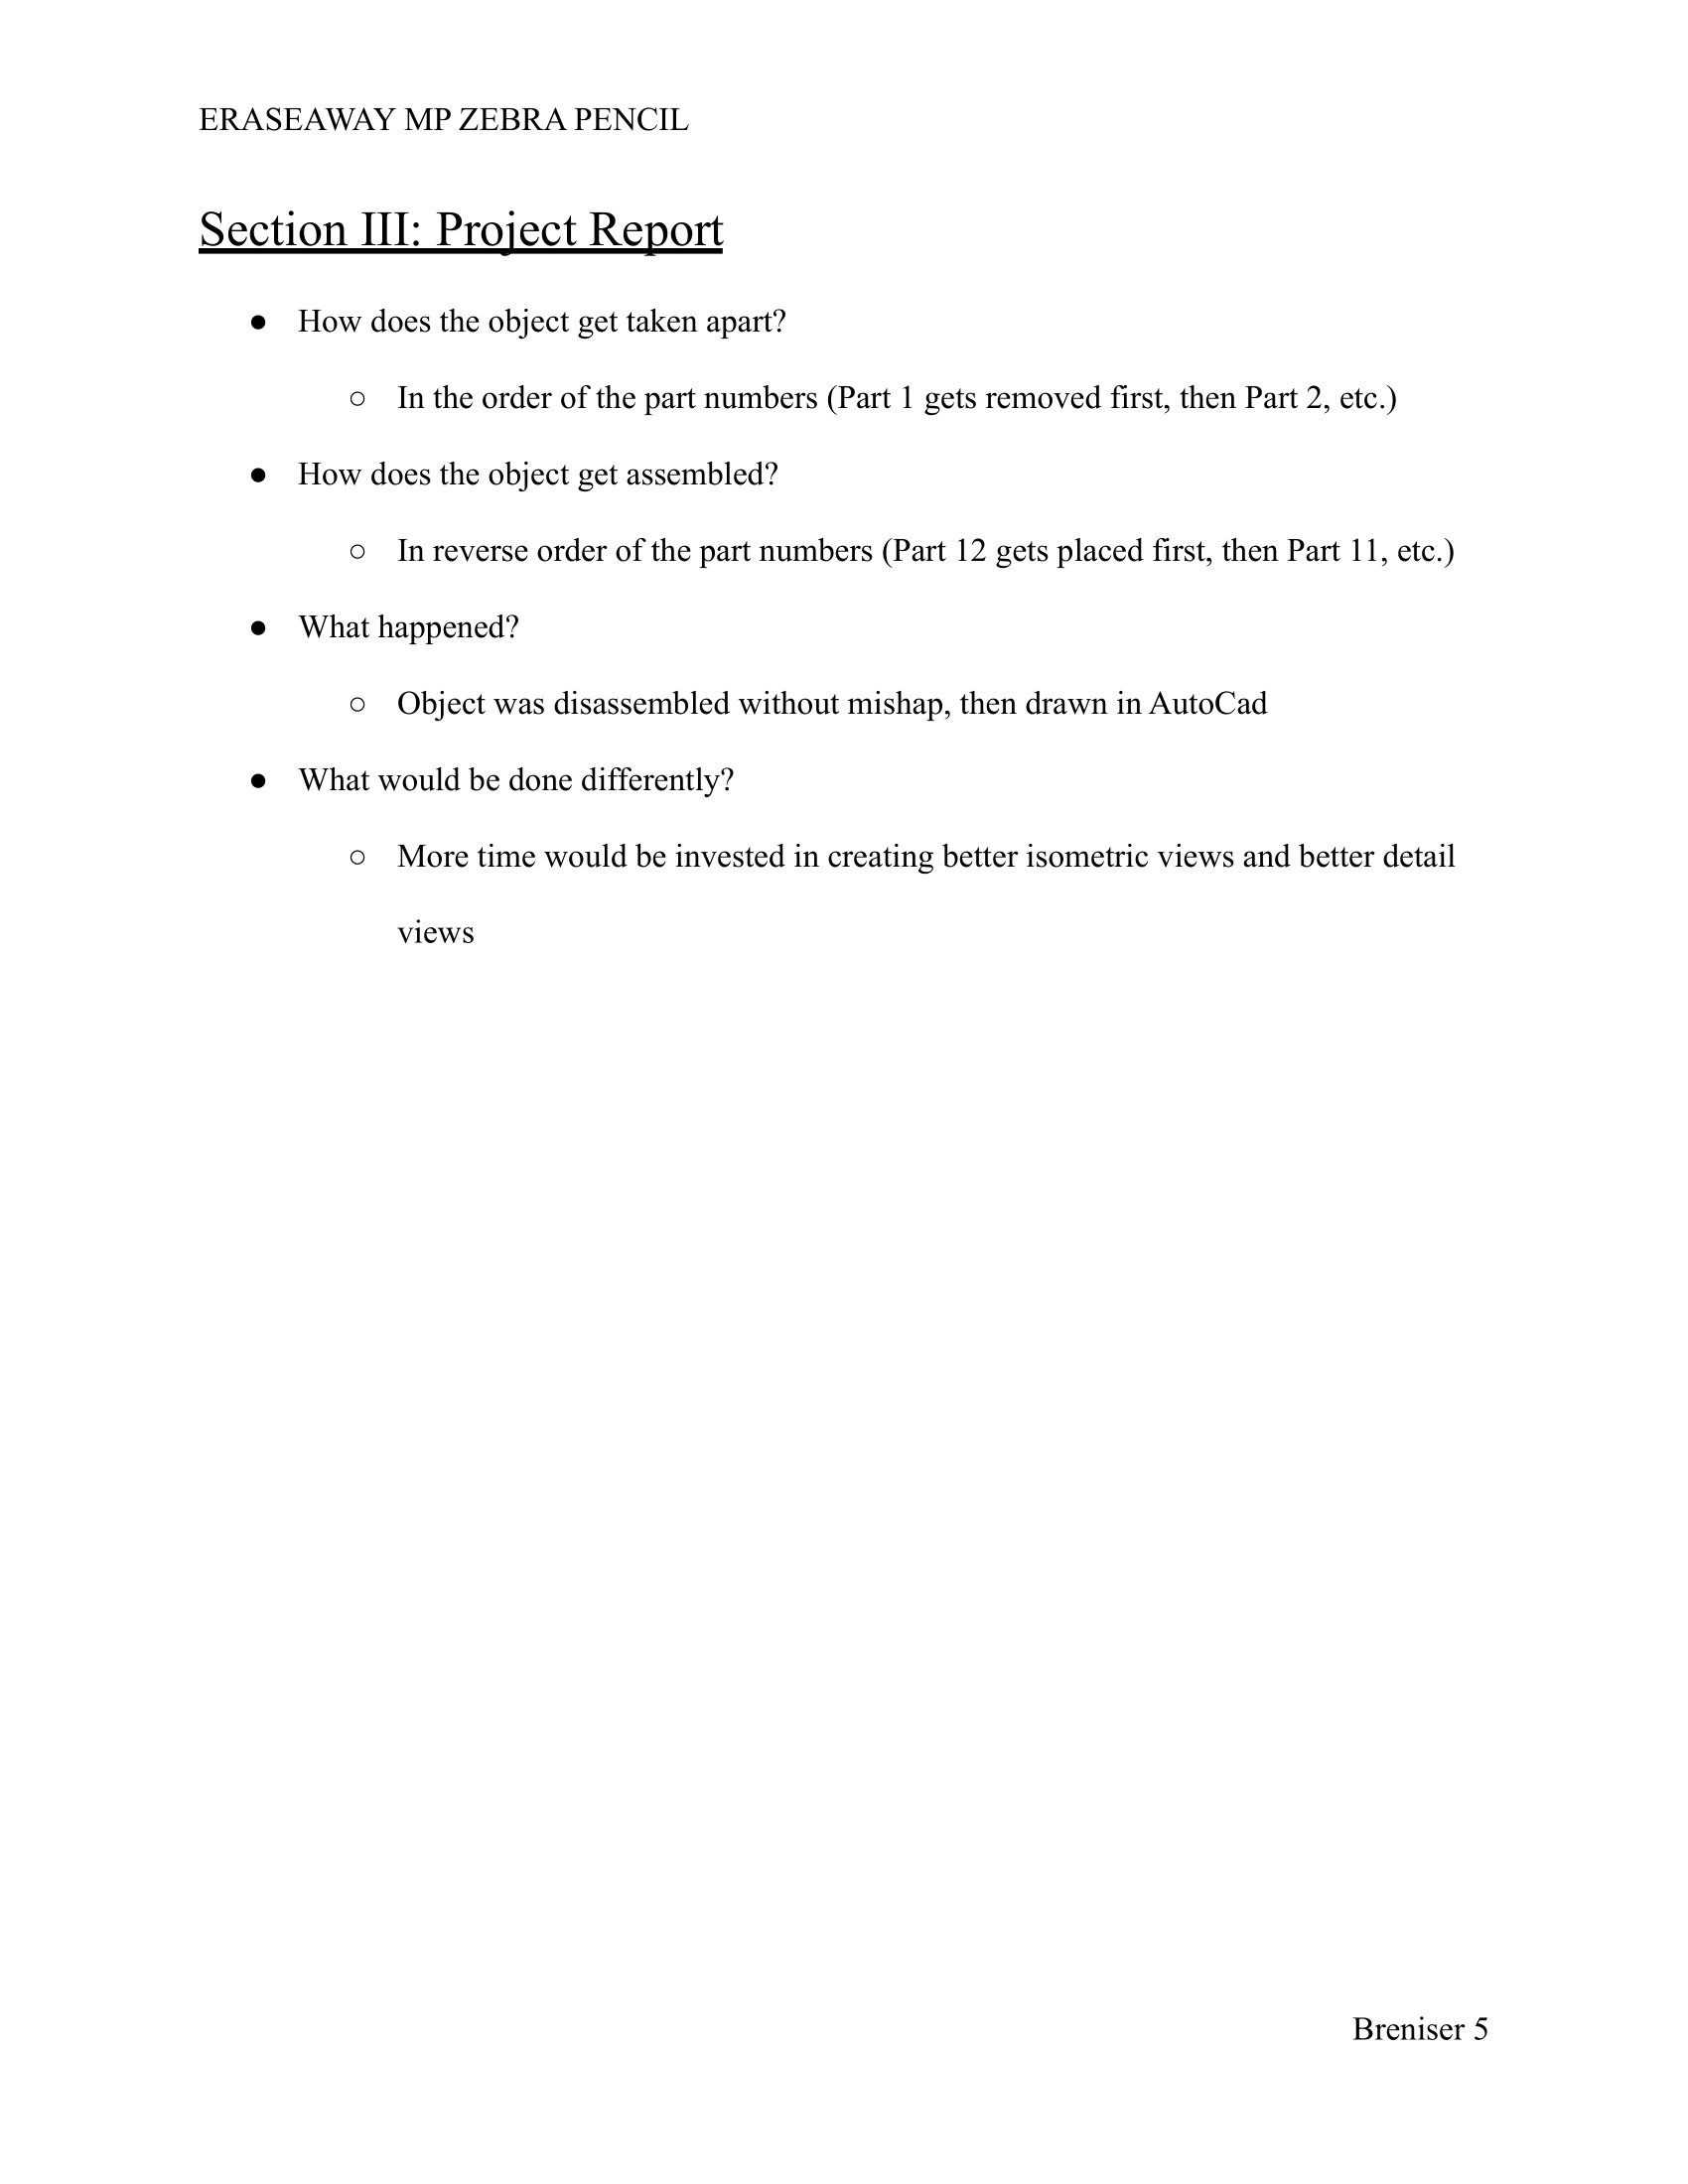 ERASEAWAY MP ZEBRA PENCIL
Section III: Project Report
● How does the object get taken apart?
○ In the order of the part numbers (Part 1 gets removed first, then Part 2, etc.)
● How does the object get assembled?
○ In reverse order of the part numbers (Part 12 gets placed first, then Part 11, etc.)
● What happened?
○ Object was disassembled without mishap, then drawn in AutoCad
● What would be done differently?
○ More time would be invested in creating better isometric views and better detail
views
Breniser 5